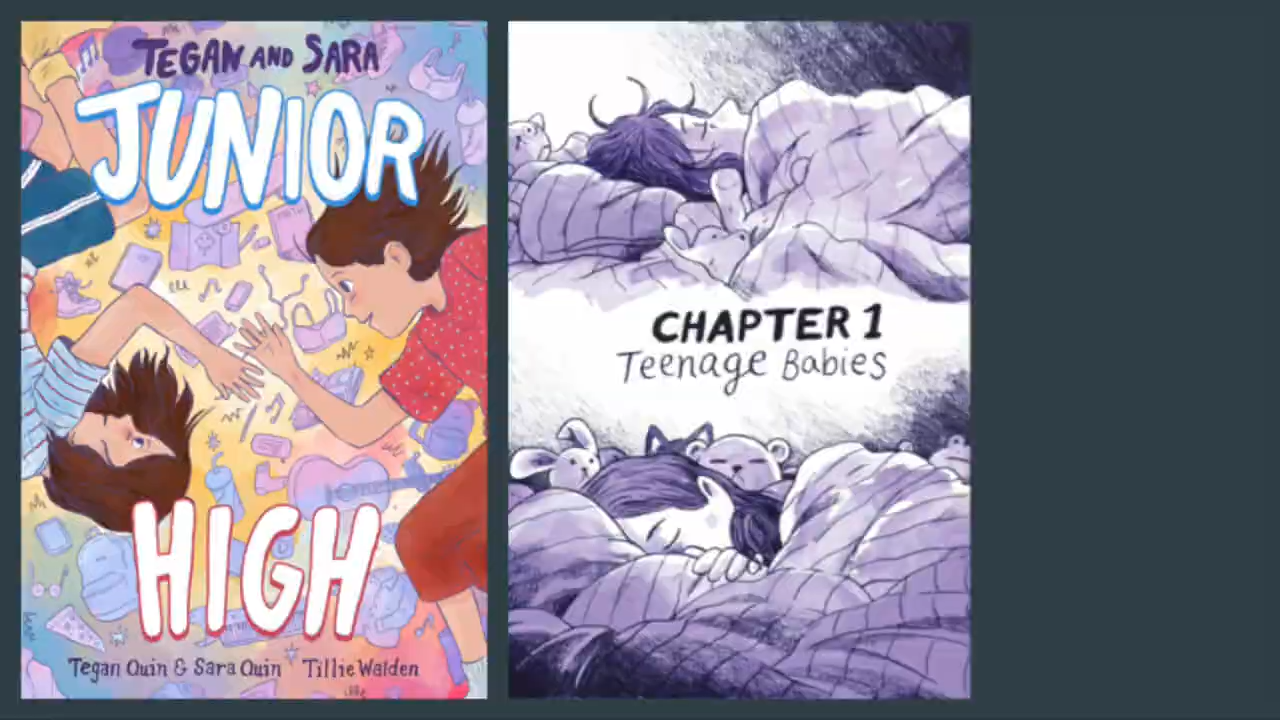 TEGAN AND SARA
JUNIOR
HIGH
Tegan Quin & Sara Quin Tillie Walden
CHAPTER 1
Teenage Babies